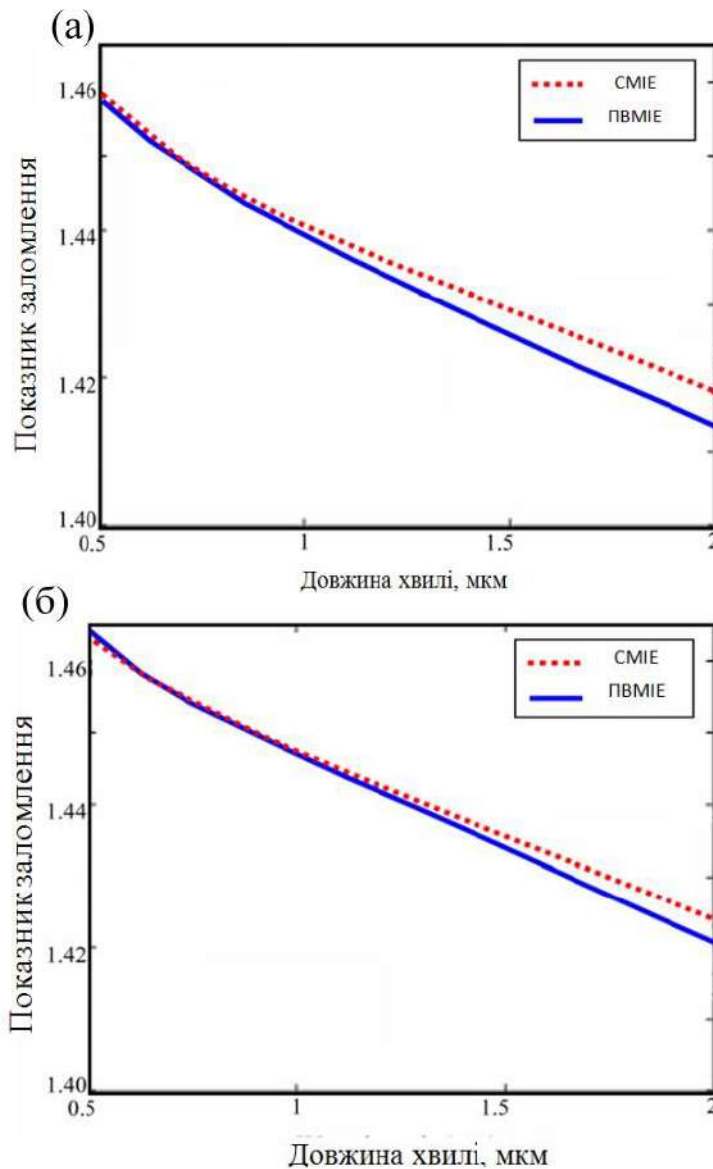 (а)
СМІЕ
ПВМІЕ
1.46
1.44
1.42
1.40
Показник заломлення
0.5 1 1.5 2
Довжина хвилі, мкм
(б)
СМІЕ
ПВМІЕ
1.46
1.44
1.42
1.40
Показник заломлення
0.5 1 1.5 2
Довжина хвилі, мкм